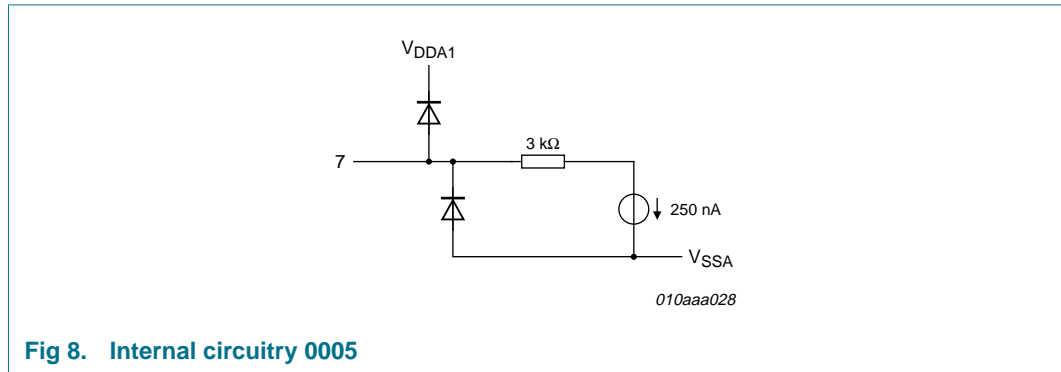 VDDA1
3 kΩ
7
250 nA
VSSA
010aaa028
Fig 8. Internal circuitry 0005